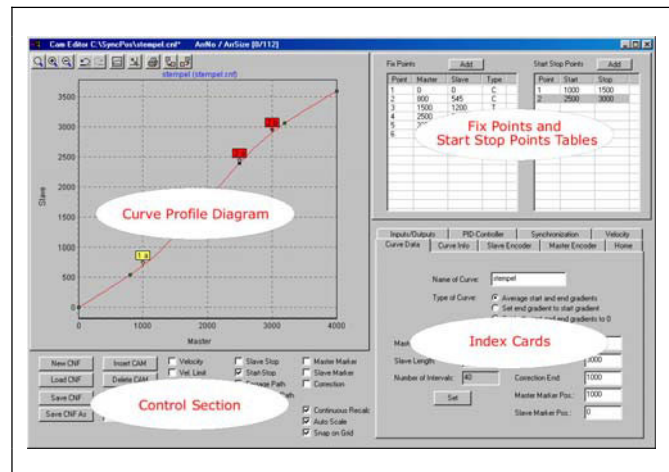 Cam Editor C:\SyncPos\stempel.cnf* ArrNo / ArrSize [0/112]
stempel (stempel.cnf)
3500
3000
2500
2000
1500
1000
500
0
Slave
1 a
0 1000 2000 3000 4000
Master
Curve Profile Diagram
Fix Points Add
Point Master Slave Type
1 0 0 C
2 800 545 C
3 1500 1200 T
4 2500
5
6
Start Stop Points Add
Point Start Stop
1 1000 1500
2 2500 3000
Fix Points and
Start Stop Points Tables
Inputs/Outputs PID-Controller Synchronization Velocity
Curve Data Curve Info Slave Encoder Master Encoder Home
Name of Curve: stempel
Type of Curve: Average start and end gradients
Set end gradient to start gradient
end gradients to 0
Index Cards
Slave Length:
Number of Intervals: 40 Correction End: 1000
Set Master Marker Pos.: 1000
Slave Marker Pos.: 0
New CNF Insert CAM Velocity Slave Stop Master Marker
Load CNF Delete CAM Vel. Limit Start-Stop Slave Marker
Save CNF Path Correction
Save CNF As Continuous Recalc
Auto Scale
Snap on Grid
Control Section